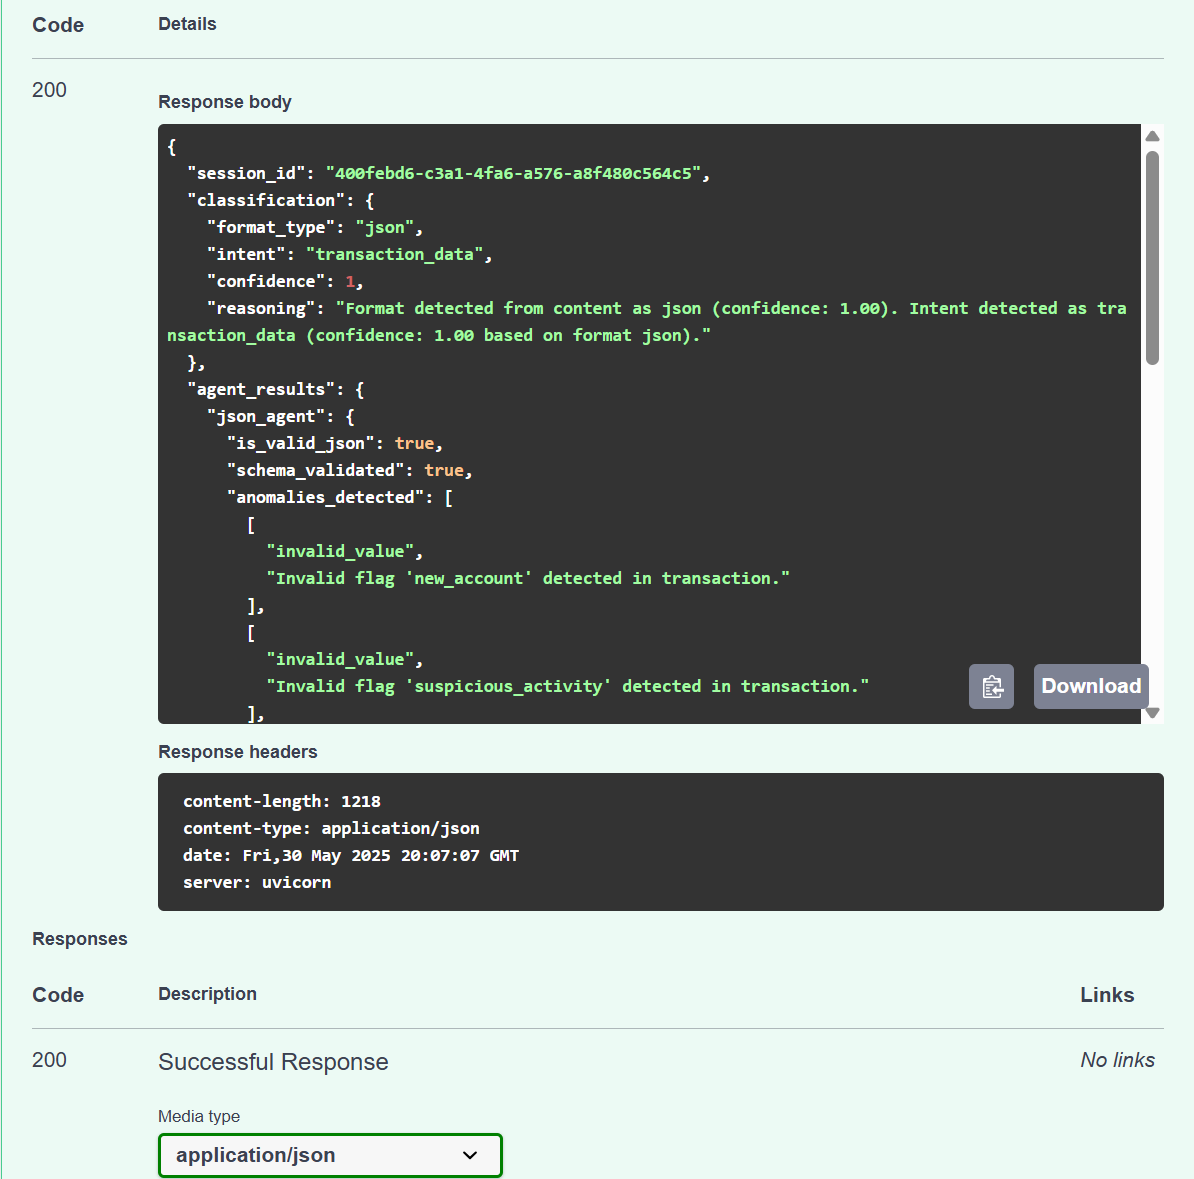 Code Details
200
Response body
{
  "session_id": "400febd6-c3a1-4fa6-a576-a8f480c564c5",
  "classification": {
    "format_type": "json",
    "intent": "transaction_data",
    "confidence": 1,
    "reasoning": "Format detected from content as json (confidence: 1.00). Intent detected as tra
nsaction_data (confidence: 1.00 based on format json)."
  },
  "agent_results": {
    "json_agent": {
      "is_valid_json": true,
      "schema_validated": true,
      "anomalies_detected": [
        [
          "invalid_value",
          "Invalid flag 'new_account' detected in transaction."
        ],
        [
          "invalid_value",
          "Invalid flag 'suspicious_activity' detected in transaction."
        ],
Download
Response headers
content-length: 1218
content-type: application/json
date: Fri,30 May 2025 20:07:07 GMT
server: uvicorn
Responses
Code Description Links
200 Successful Response No links
Media type
application/json